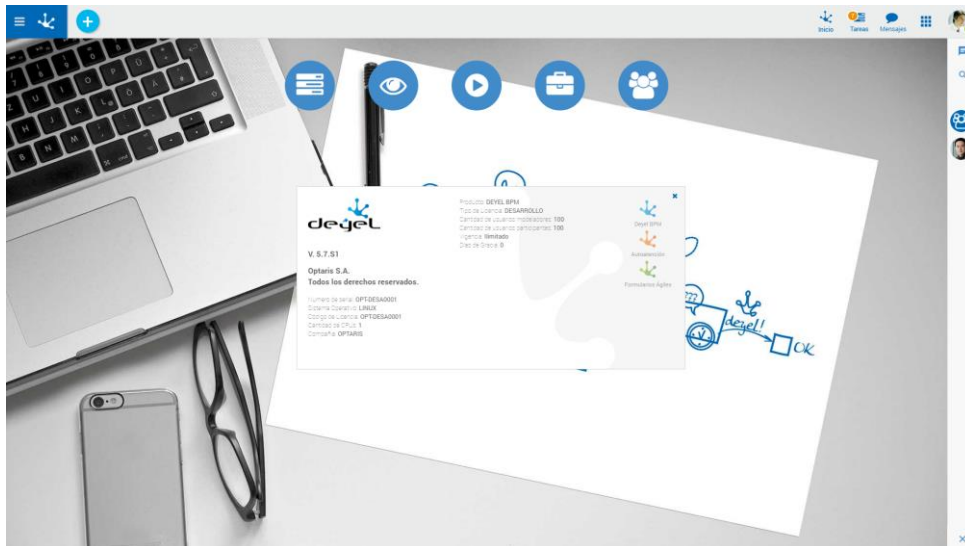 Inicio
Tareas
Mensajes
deyel
V. 5.7.S1
Optaris S.A.
Todos los derechos reservados.
Número de serie: OPT-DESA0001
Sistema Operativo: LINUX
Código de Licencia: OPT-DESA0001
Cantidad de CPUs: 1
Compañía: OPTARIS
Producto: DEYEL BPM
Tipo de Licencia: DESARROLLO
Cantidad de usuarios modeladores: 100
Cantidad de usuarios participantes: 100
Vigencia: Ilimitado
Días de Gracia: 0
Deyel BPM
Autoatención
Formularios Ágiles
???
deyel!
OK